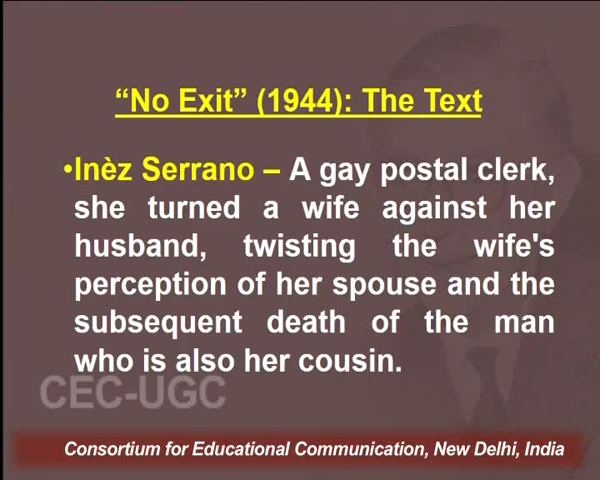 “No Exit” (1944): The Text
•Inèz Serrano – A gay postal clerk,
she turned a wife against her
husband, twisting the wife's
perception of her spouse and the
subsequent death of the man
who is also her cousin.
CEC-UGC
Consortium for Educational Communication, New Delhi, India